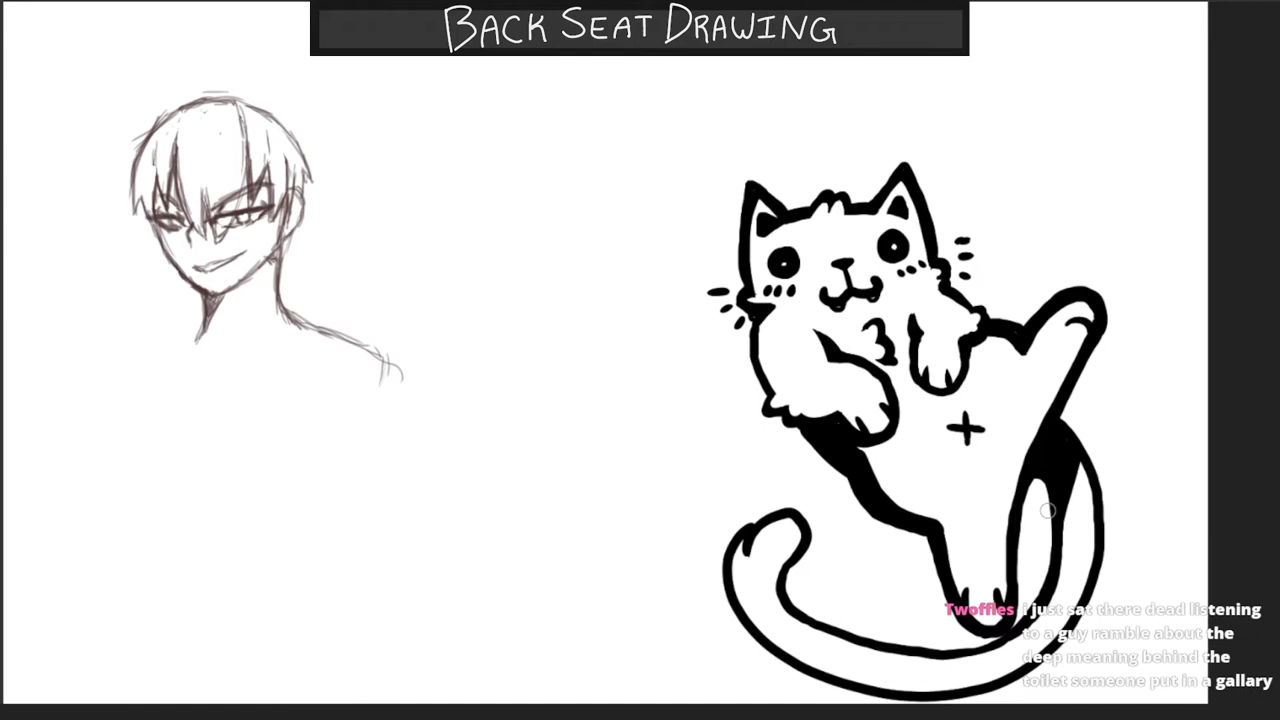 BACK SEAT DRAWING
Twoffles i just sat there dead listening
to a guy ramble about the
deep meaning behind the
toilet someone put in a gallary